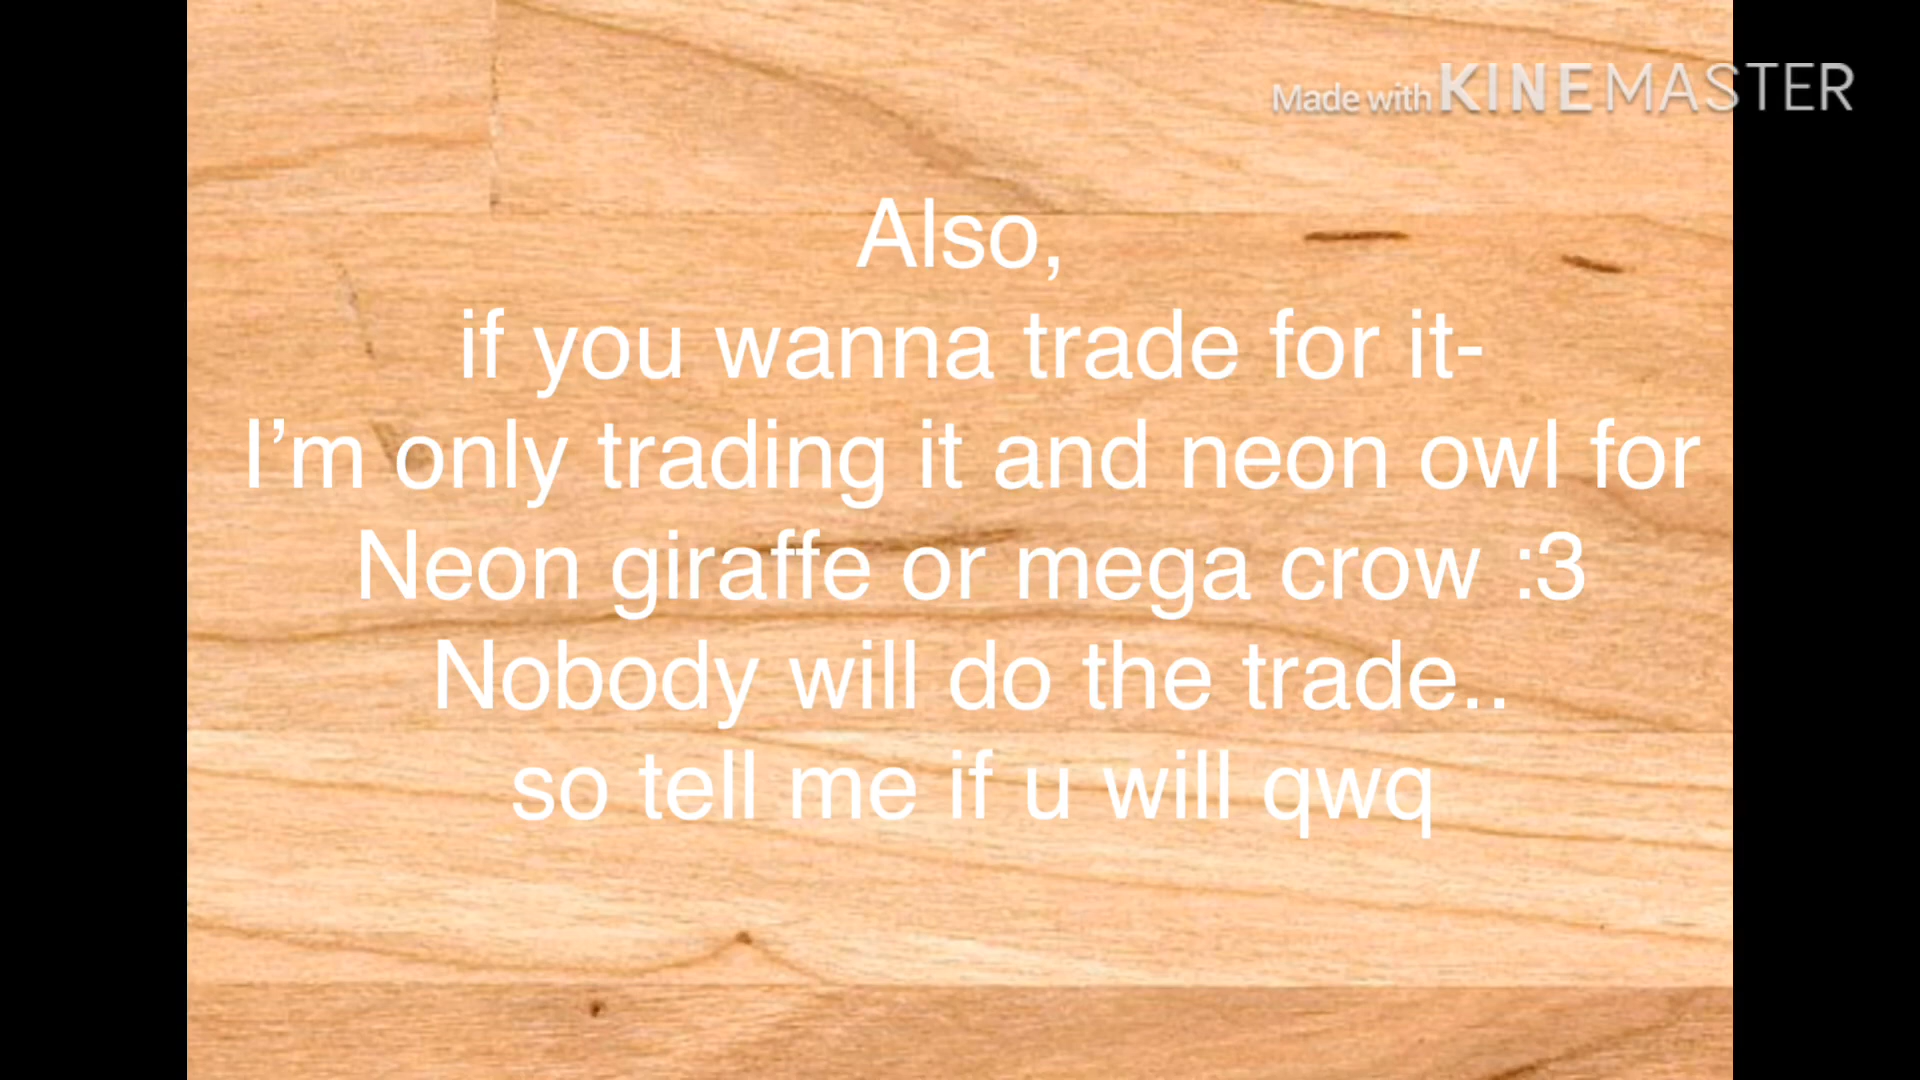 Made with KINEMASTER
Also,
if you wanna trade for it-
I’m only trading it and neon owl for
Neon giraffe or mega crow :3
Nobody will do the trade..
so tell me if u will qwq